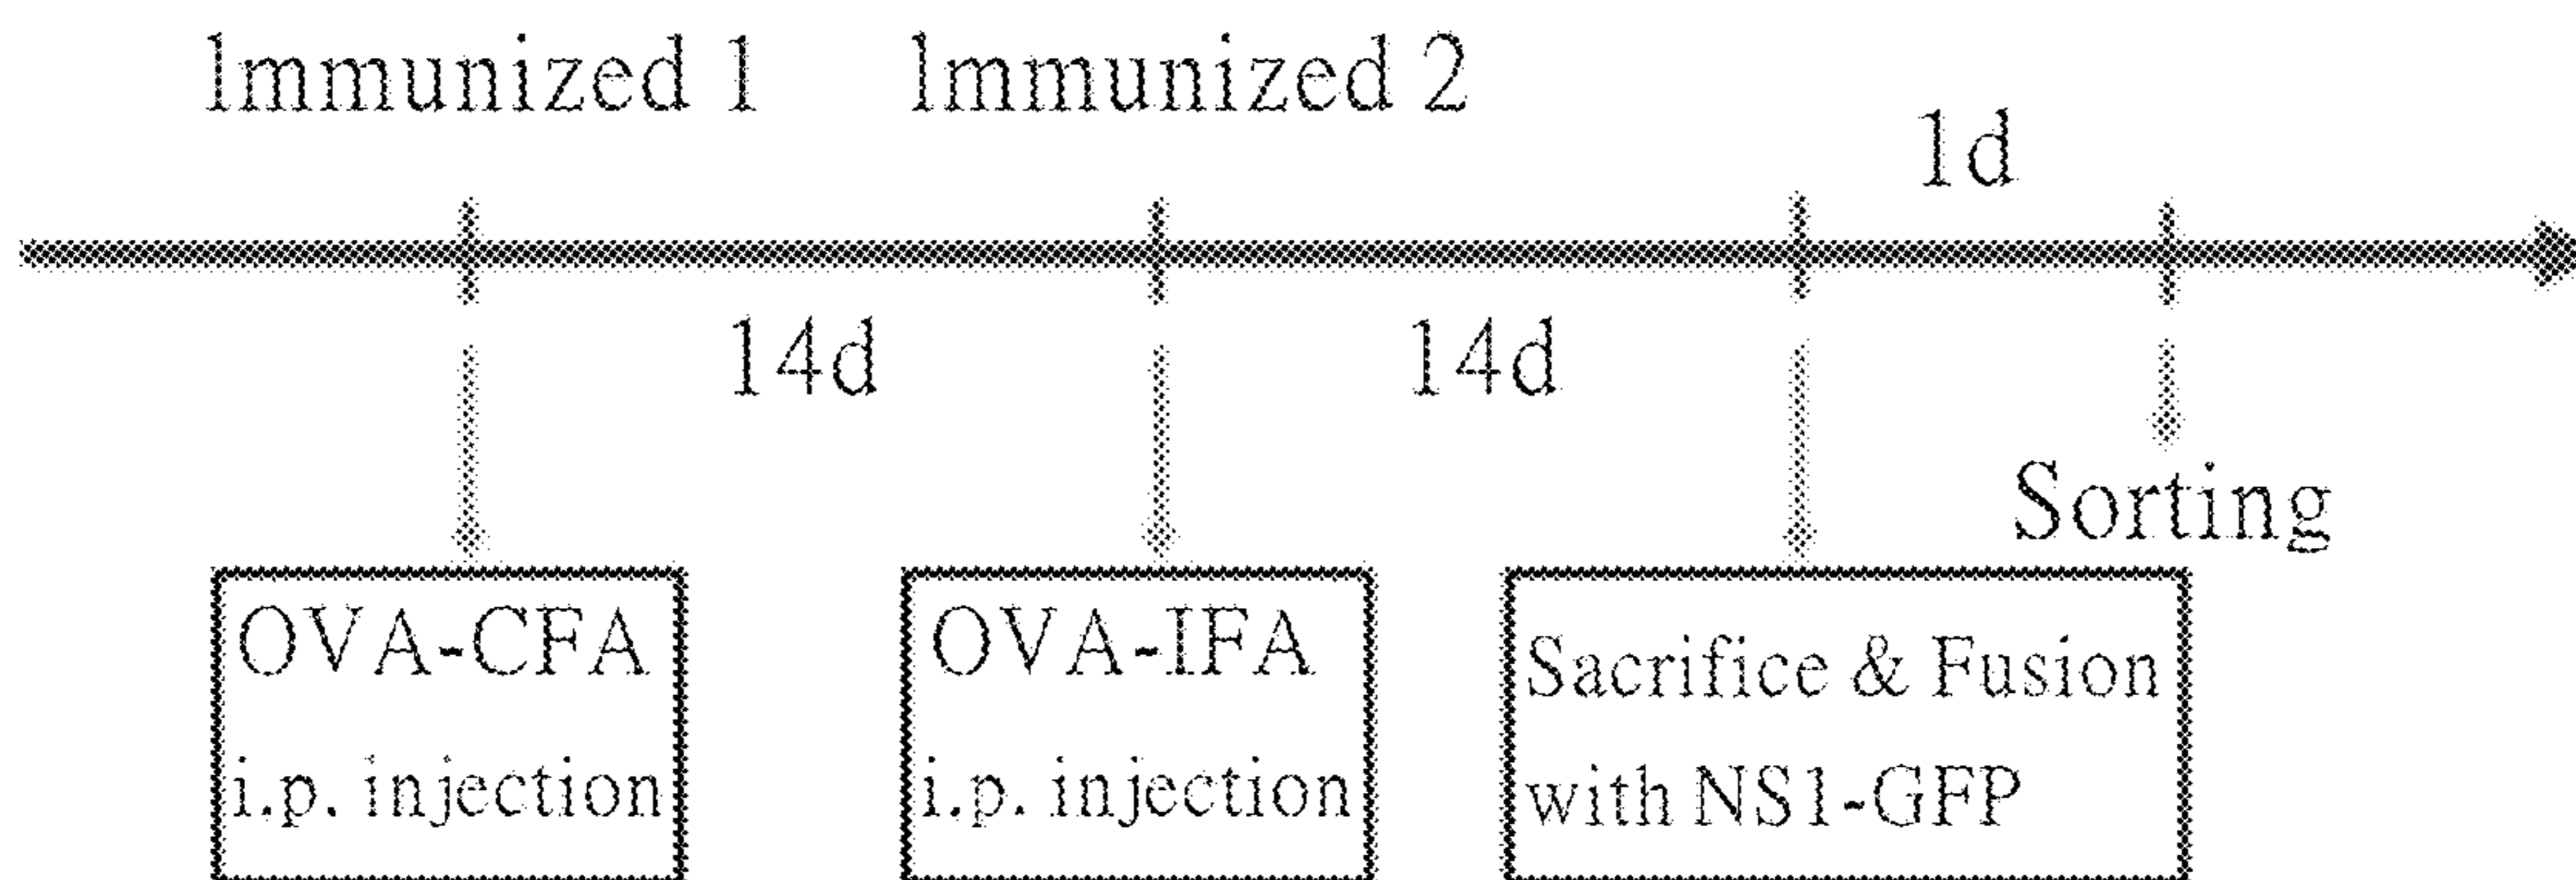 Immunized 1
Immunized 2
1d
14d
14d
Sorting
OVA-CFA
i.p. injection
OVA-IFA
i.p. injection
Sacrifice & Fusion
with NS1-GFP